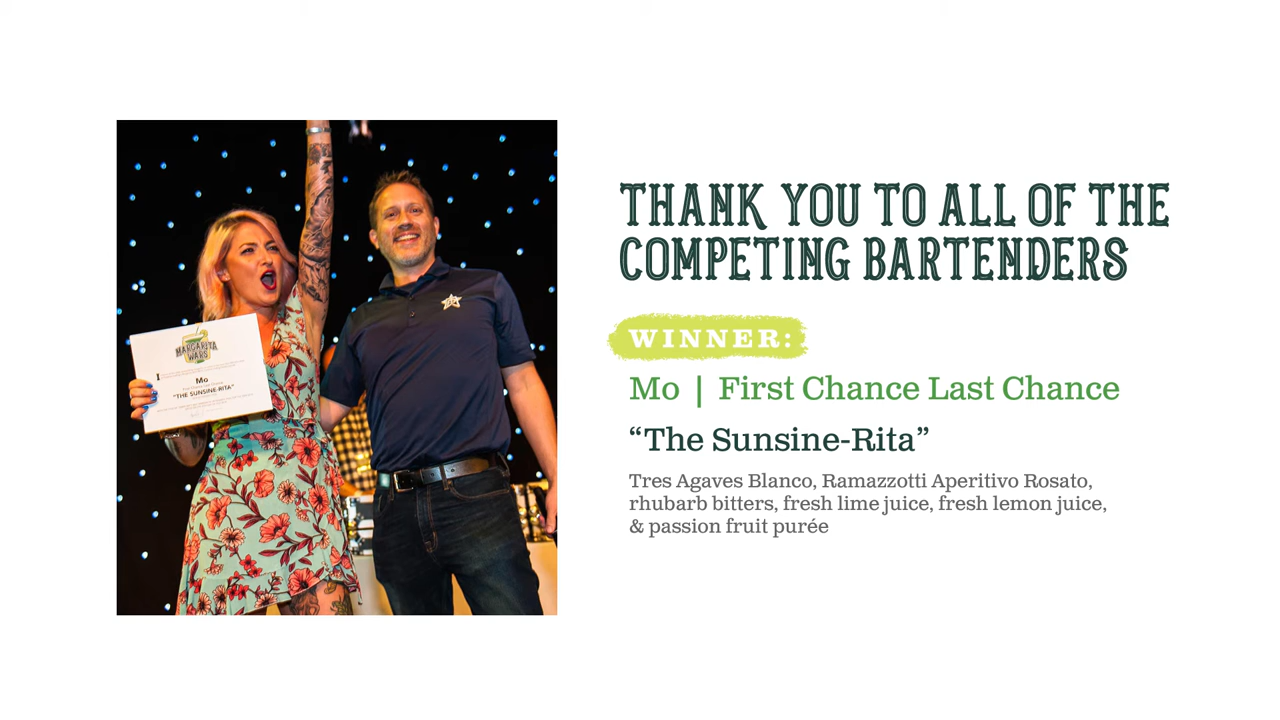 THANK YOU TO ALL OF THE
COMPETING BARTENDERS
WINNER:
Mo | First Chance Last Chance
“The Sunsine-Rita”
Tres Agaves Blanco, Ramazzotti Aperitivo Rosato,
rhubarb bitters, fresh lime juice, fresh lemon juice,
& passion fruit purée
MARGARITA
WARS
Mo
"THE SUNSINE-RITA"